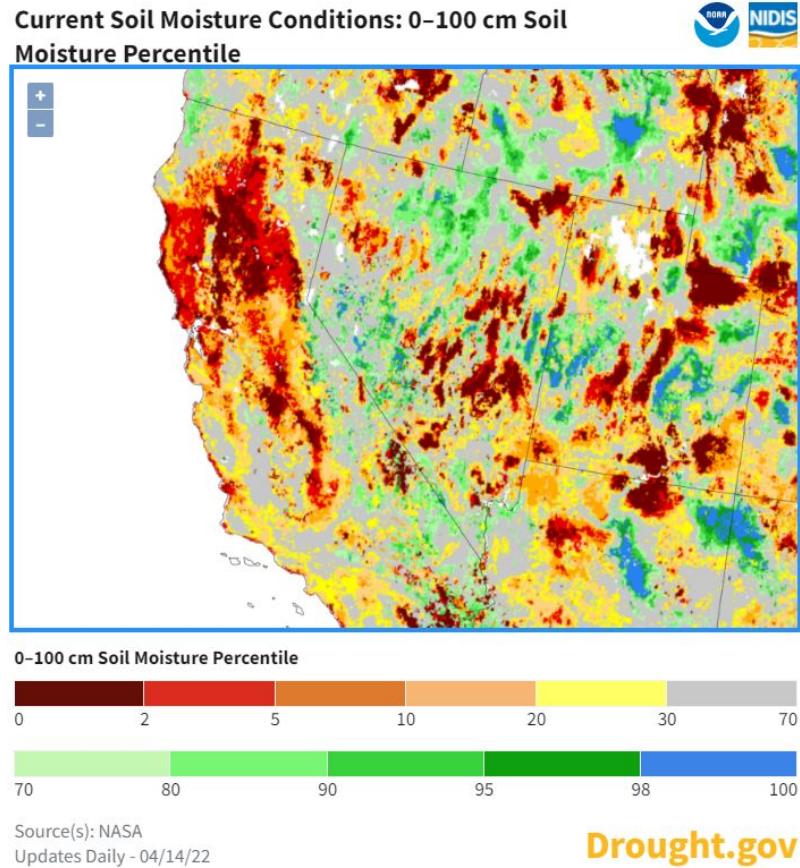 Current Soil Moisture Conditions: 0–100 cm Soil
Moisture Percentile
NOAA
NIDIS
+
−
0–100 cm Soil Moisture Percentile
0 2 5 10 20 30 70
70 80 90 95 98 100
Source(s): NASA
Updates Daily - 04/14/22
Drought.gov